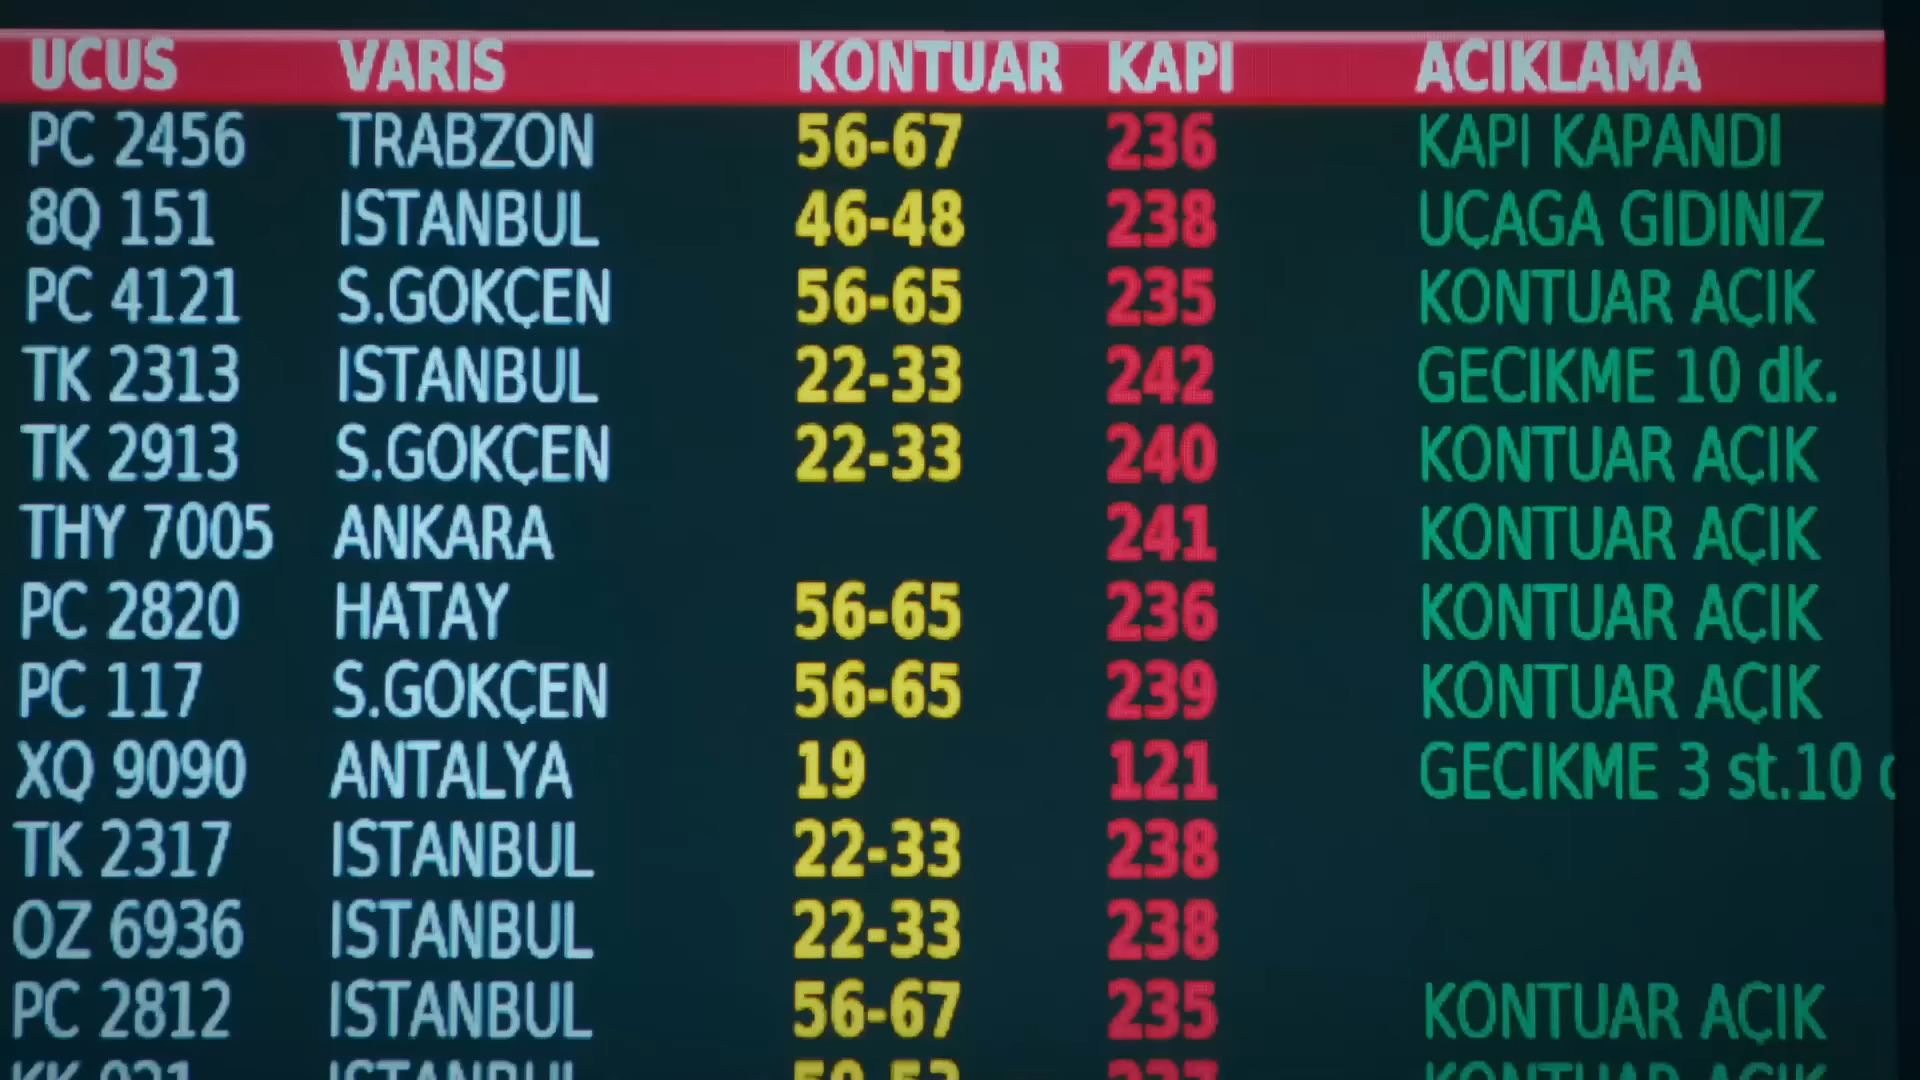 UCUS VARIS KONTUAR KAPI ACIKLAMA
PC 2456 TRABZON 56-67 236 KAPI KAPANDI
8Q 151 ISTANBUL 46-48 238 UÇAGA GIDINIZ
PC 4121 S.GOKÇEN 56-65 235 KONTUAR AÇIK
TK 2313 ISTANBUL 22-33 242 GECIKME 10 dk.
TK 2913 S.GOKÇEN 22-33 240 KONTUAR AÇIK
THY 7005 ANKARA 241 KONTUAR AÇIK
PC 2820 HATAY 56-65 236 KONTUAR AÇIK
PC 117 S.GOKÇEN 56-65 239 KONTUAR AÇIK
XQ 9090 ANTALYA 19 121 GECIKME 3 st.10
TK 2317 ISTANBUL 22-33 238
OZ 6936 ISTANBUL 22-33 238
PC 2812 ISTANBUL 56-67 235 KONTUAR AÇIK
ISTANBUL KONTUAR AÇIK